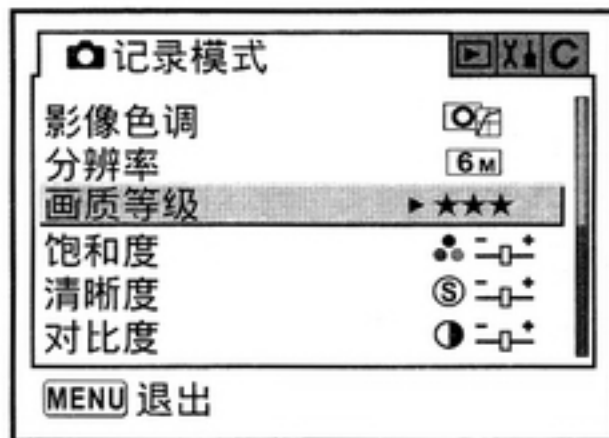 记录模式 C
影像色调
分辨率 6M
画质等级 ★★★
饱和度 - +
清晰度 S - +
对比度 - +
MENU 退出